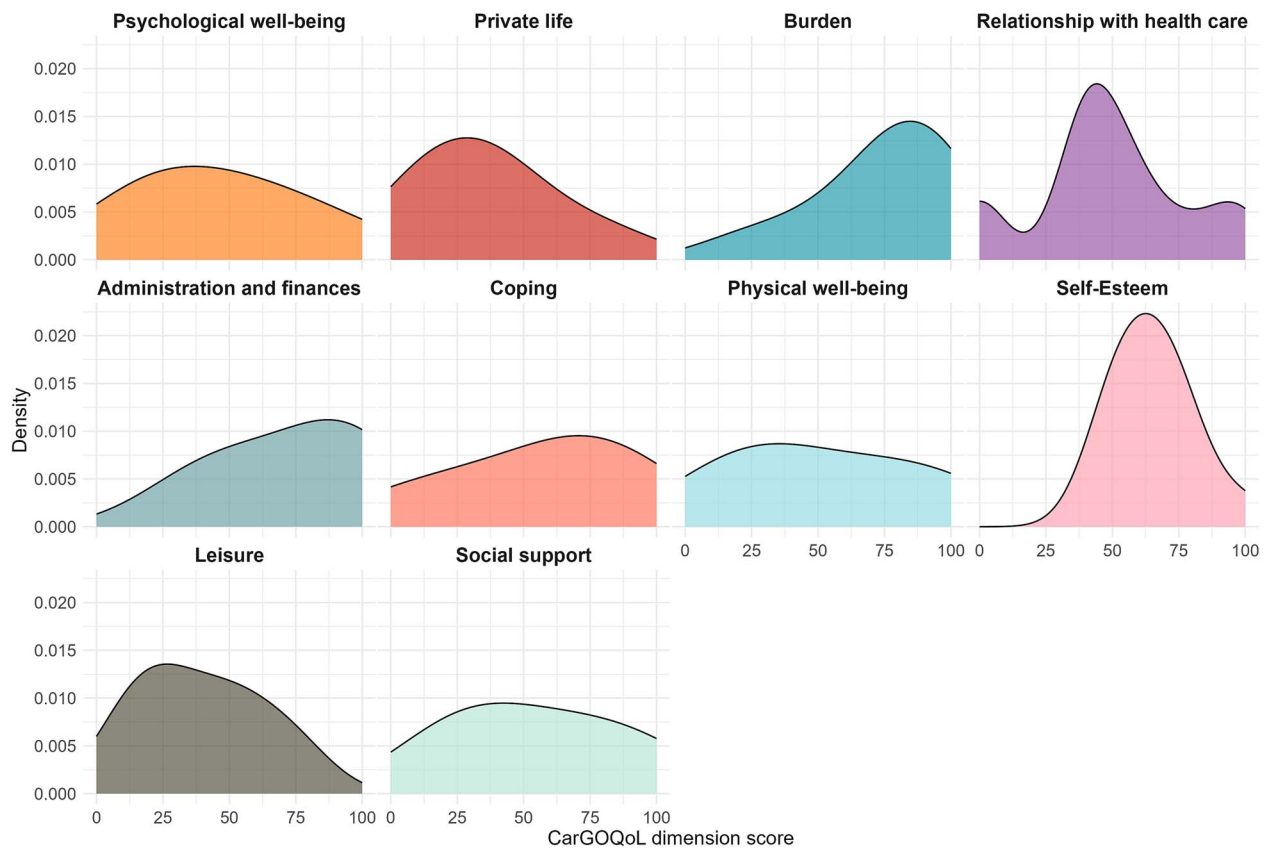 Psychological well-being
Private life
Burden
Relationship with health care
0.020
0.015
0.010
0.005
0.000
Administration and finances
Coping
Physical well-being
Self-Esteem
Density
0.020
0.015
0.010
0.005
0.000
0 25 50 75 100
0 25 50 75 100
Leisure
Social support
0.020
0.015
0.010
0.005
0.000
0 25 50 75 100
0 25 50 75 100
CarGOQoL dimension score